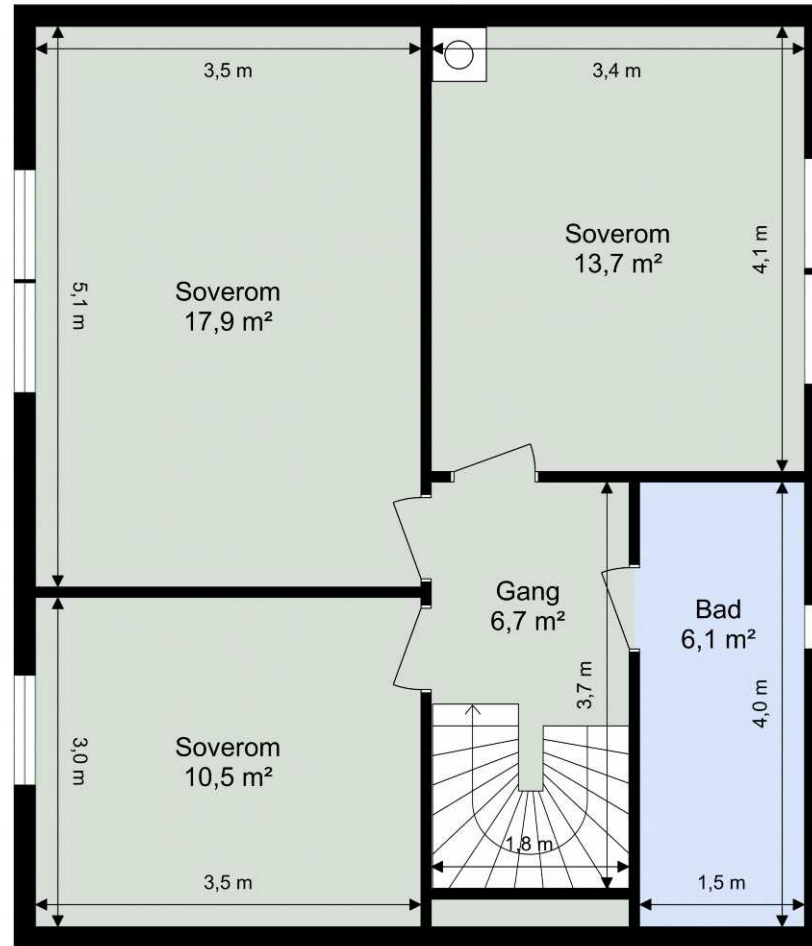 3,5 m
3,4 m
5,1 m
Soverom
17,9 m²
Soverom
13,7 m²
4,1 m
Gang
6,7 m²
3,7 m
1,8 m
Bad
6,1 m²
4,0 m
1,5 m
3,0 m
Soverom
10,5 m²
3,5 m